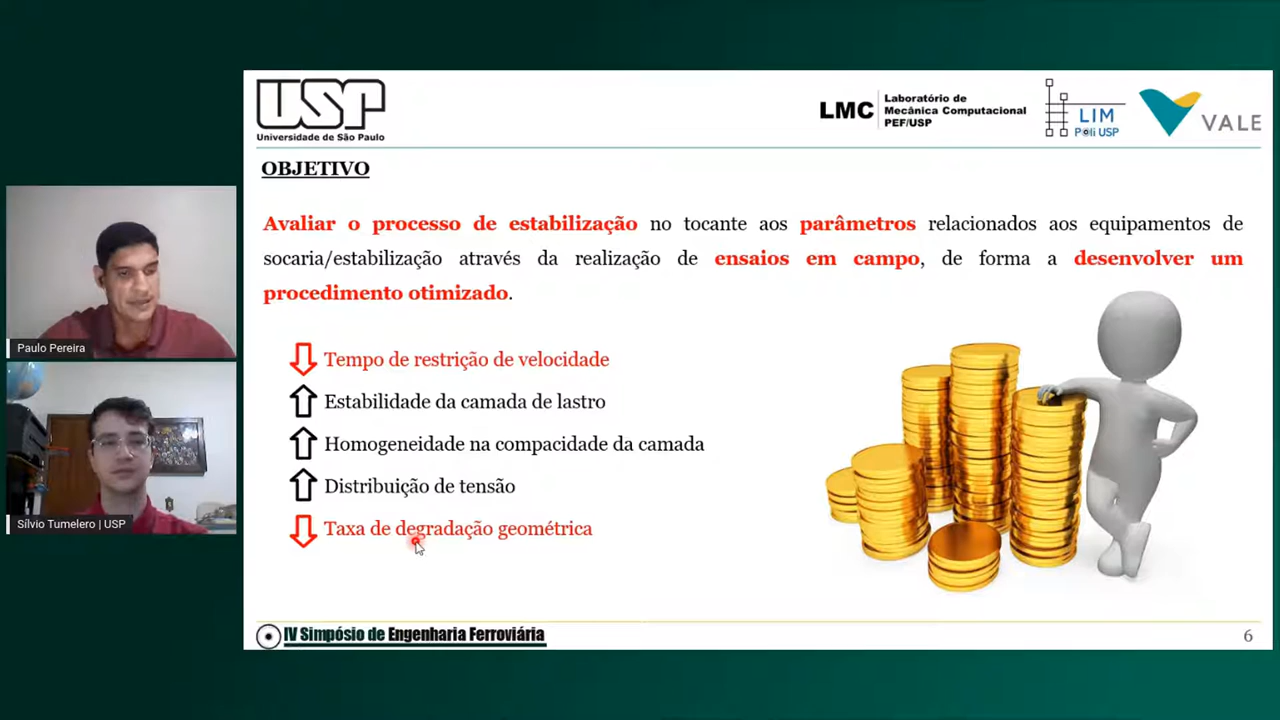 USP
Universidade de São Paulo
LMC
Laboratório de
Mecânica Computacional
PEF/USP
LIM
Poli USP
VALE
OBJETIVO
Avaliar o processo de estabilização no tocante aos parâmetros relacionados aos equipamentos de
socaria/estabilização através da realização de ensaios em campo, de forma a desenvolver um
procedimento otimizado.
Tempo de restrição de velocidade
Estabilidade da camada de lastro
Homogeneidade na compacidade da camada
Distribuição de tensão
Taxa de degradação geométrica
Paulo Pereira
Sílvio Tumelero | USP
IV Simpósio de Engenharia Ferroviária
6